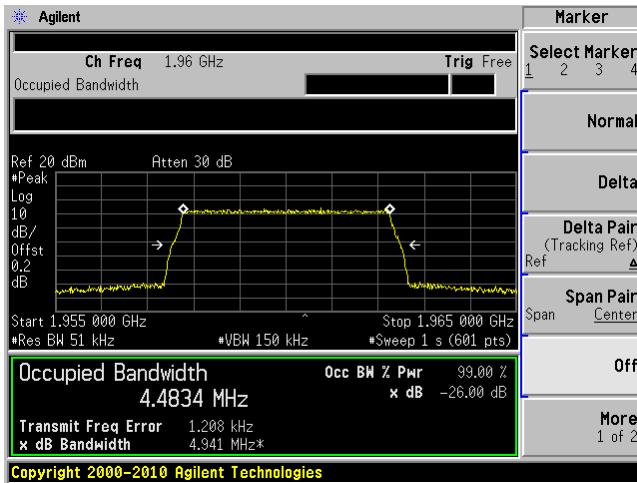 Agilent
Marker
Ch Freq 1.96 GHz Trig Free
Occupied Bandwidth
Select Marker
1 2 3 4
Normal
Delta
Delta Pair
(Tracking Ref)
Ref Δ
Span Pair
Span Center
Off
More
1 of 2
Ref 20 dBm Atten 30 dB
#Peak
Log
10
dB/
Offst
0.2
dB
Start 1.955 000 GHz Stop 1.965 000 GHz
#Res BW 51 kHz #VBW 150 kHz #Sweep 1 s (601 pts)
Occupied Bandwidth Occ BW % Pwr 99.00 %
4.4834 MHz x dB -26.00 dB
Transmit Freq Error 1.208 kHz
x dB Bandwidth 4.941 MHz*
Copyright 2000-2010 Agilent Technologies